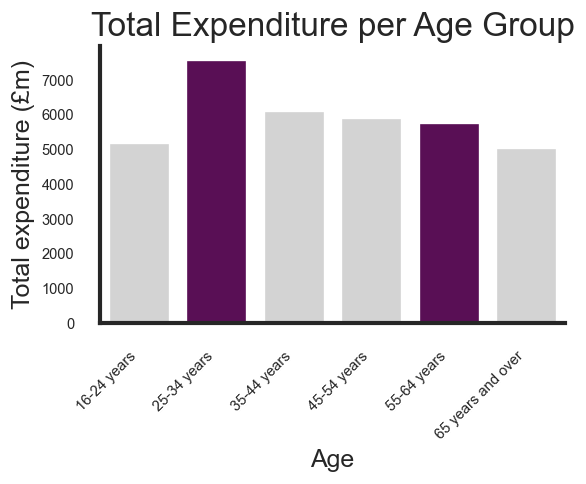 Total Expenditure per Age Group
Total expenditure (£m)
7000
6000
5000
4000
3000
2000
1000
0
16-24 years
25-34 years
35-44 years
45-54 years
55-64 years
65 years and over
Age